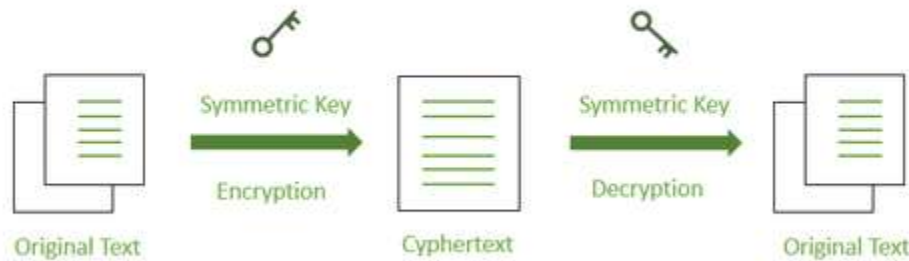 Symmetric Key
Symmetric Key
Encryption
Decryption
Original Text
Cyphertext
Original Text